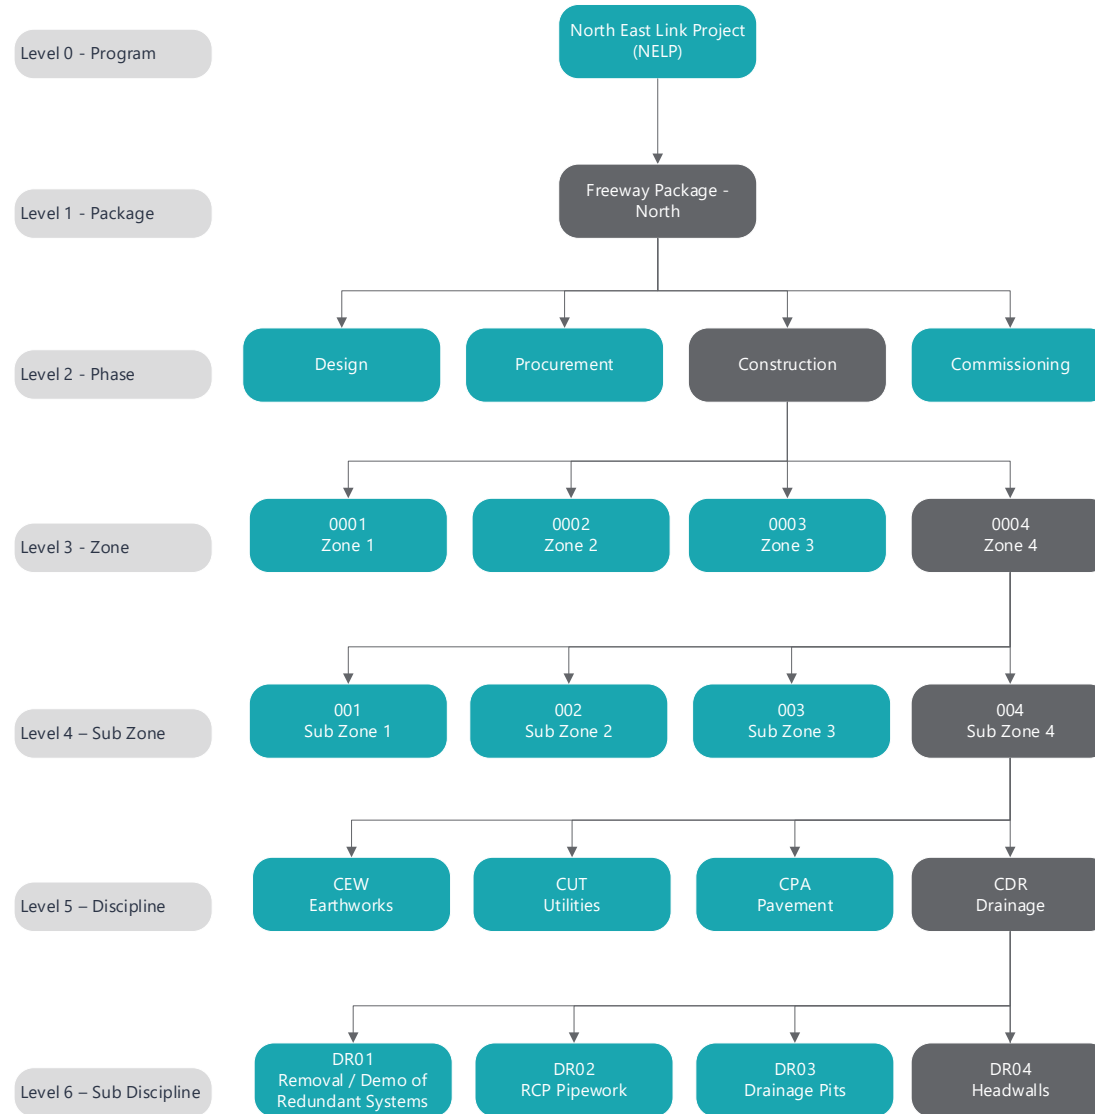 North East Link Project
(NELP)
Level 0 - Program
Freeway Package -
North
Level 1 - Package
Design
Procurement
Construction
Commissioning
Level 2 - Phase
0001
Zone 1
0002
Zone 2
0003
Zone 3
0004
Zone 4
Level 3 - Zone
001
Sub Zone 1
002
Sub Zone 2
003
Sub Zone 3
004
Sub Zone 4
Level 4 – Sub Zone
CEW
Earthworks
CUT
Utilities
CPA
Pavement
CDR
Drainage
Level 5 – Discipline
DR01
Removal / Demo of
Redundant Systems
DR02
RCP Pipework
DR03
Drainage Pits
DR04
Headwalls
Level 6 – Sub Discipline